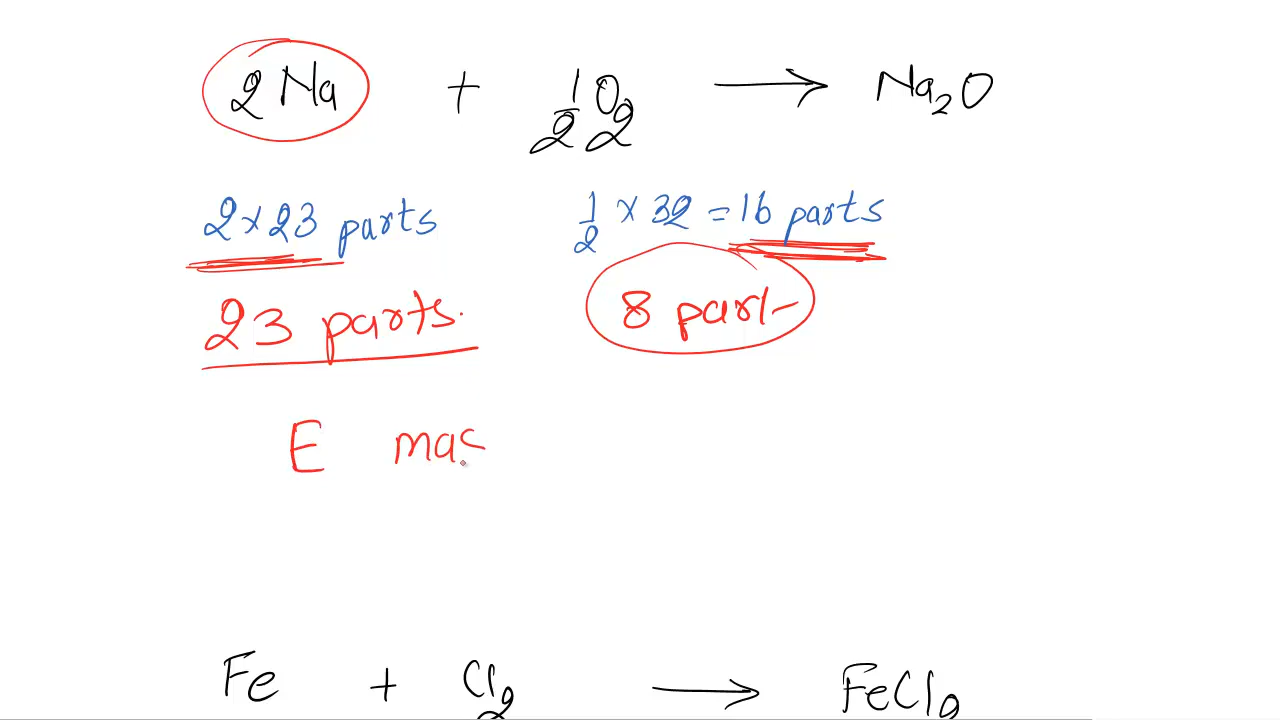 2Na + 1/2 O₂ → Na₂O
2 × 23 parts 1/2 × 32 = 16 parts
23 parts. 8 part
E mas
Fe + Cl₂ → FeCl₂